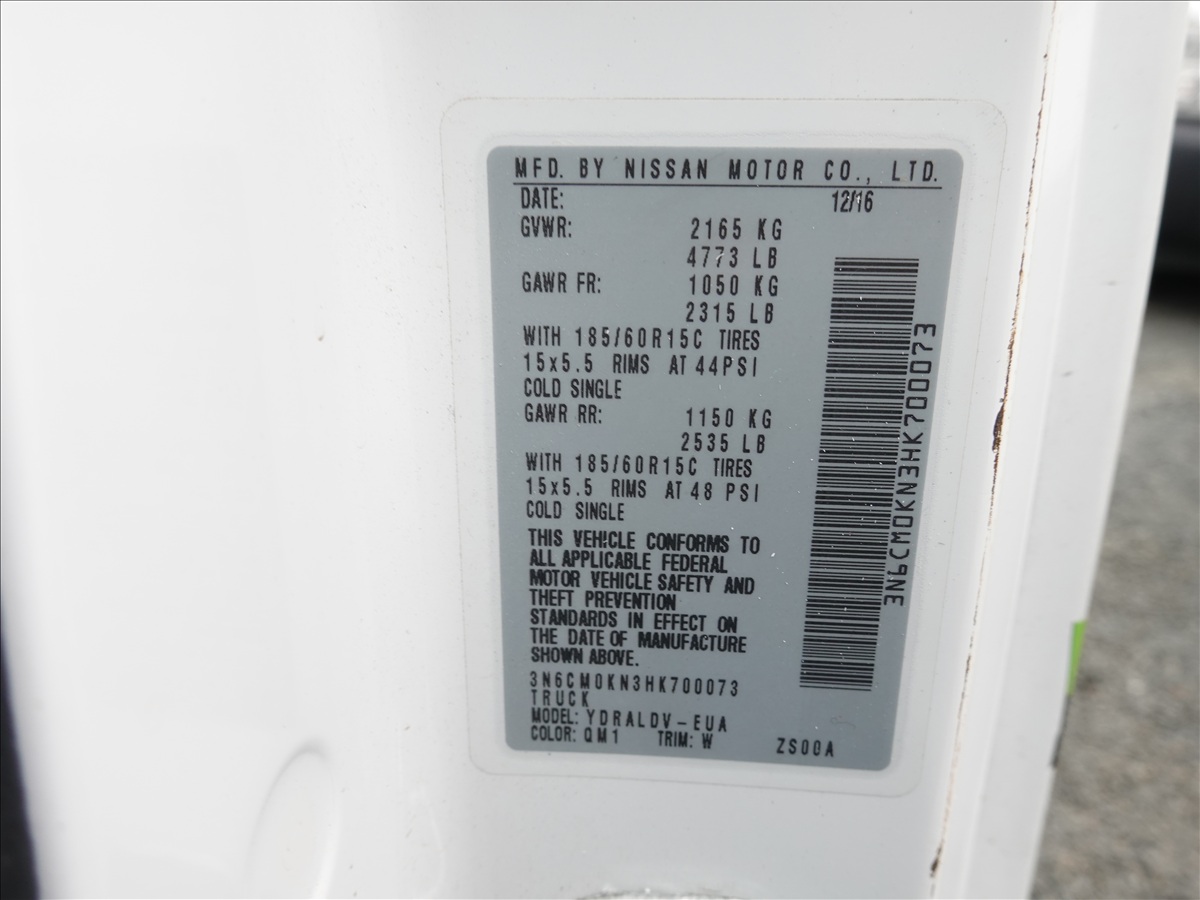 MFD. BY NISSAN MOTOR CO., LTD.
DATE: 12/16
GVWR: 2165 KG
4773 LB
GAWR FR: 1050 KG
2315 LB
WITH 185/60R15C TIRES
15x5.5 RIMS AT 44PSI
COLD SINGLE
GAWR RR: 1150 KG
2535 LB
WITH 185/60R15C TIRES
15x5.5 RIMS AT 48 PSI
COLD SINGLE
THIS VEHICLE CONFORMS TO
ALL APPLICABLE FEDERAL
MOTOR VEHICLE SAFETY AND
THEFT PREVENTION
STANDARDS IN EFFECT ON
THE DATE OF MANUFACTURE
SHOWN ABOVE.
3N6CM0KN3HK700073
TRUCK
MODEL: YDRALDV-EUA
COLOR: QM1 TRIM: W ZS00A
3N6CM0KN3HK700073